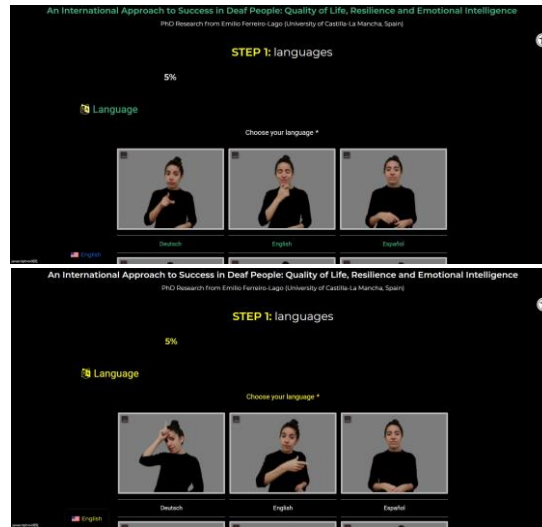 An International Approach to Success in Deaf People: Quality of Life, Resilience and Emotional Intelligence
PhD Research from Emilio Ferreiro-Lago (University of Castilla-La Mancha, Spain)
STEP 1: languages
5%
Language
Choose your language *
Deutsch English Español
English
An International Approach to Success in Deaf People: Quality of Life, Resilience and Emotional Intelligence
PhD Research from Emilio Ferreiro-Lago (University of Castilla-La Mancha, Spain)
STEP 1: languages
5%
Language
Choose your language *
Deutsch English Español
English